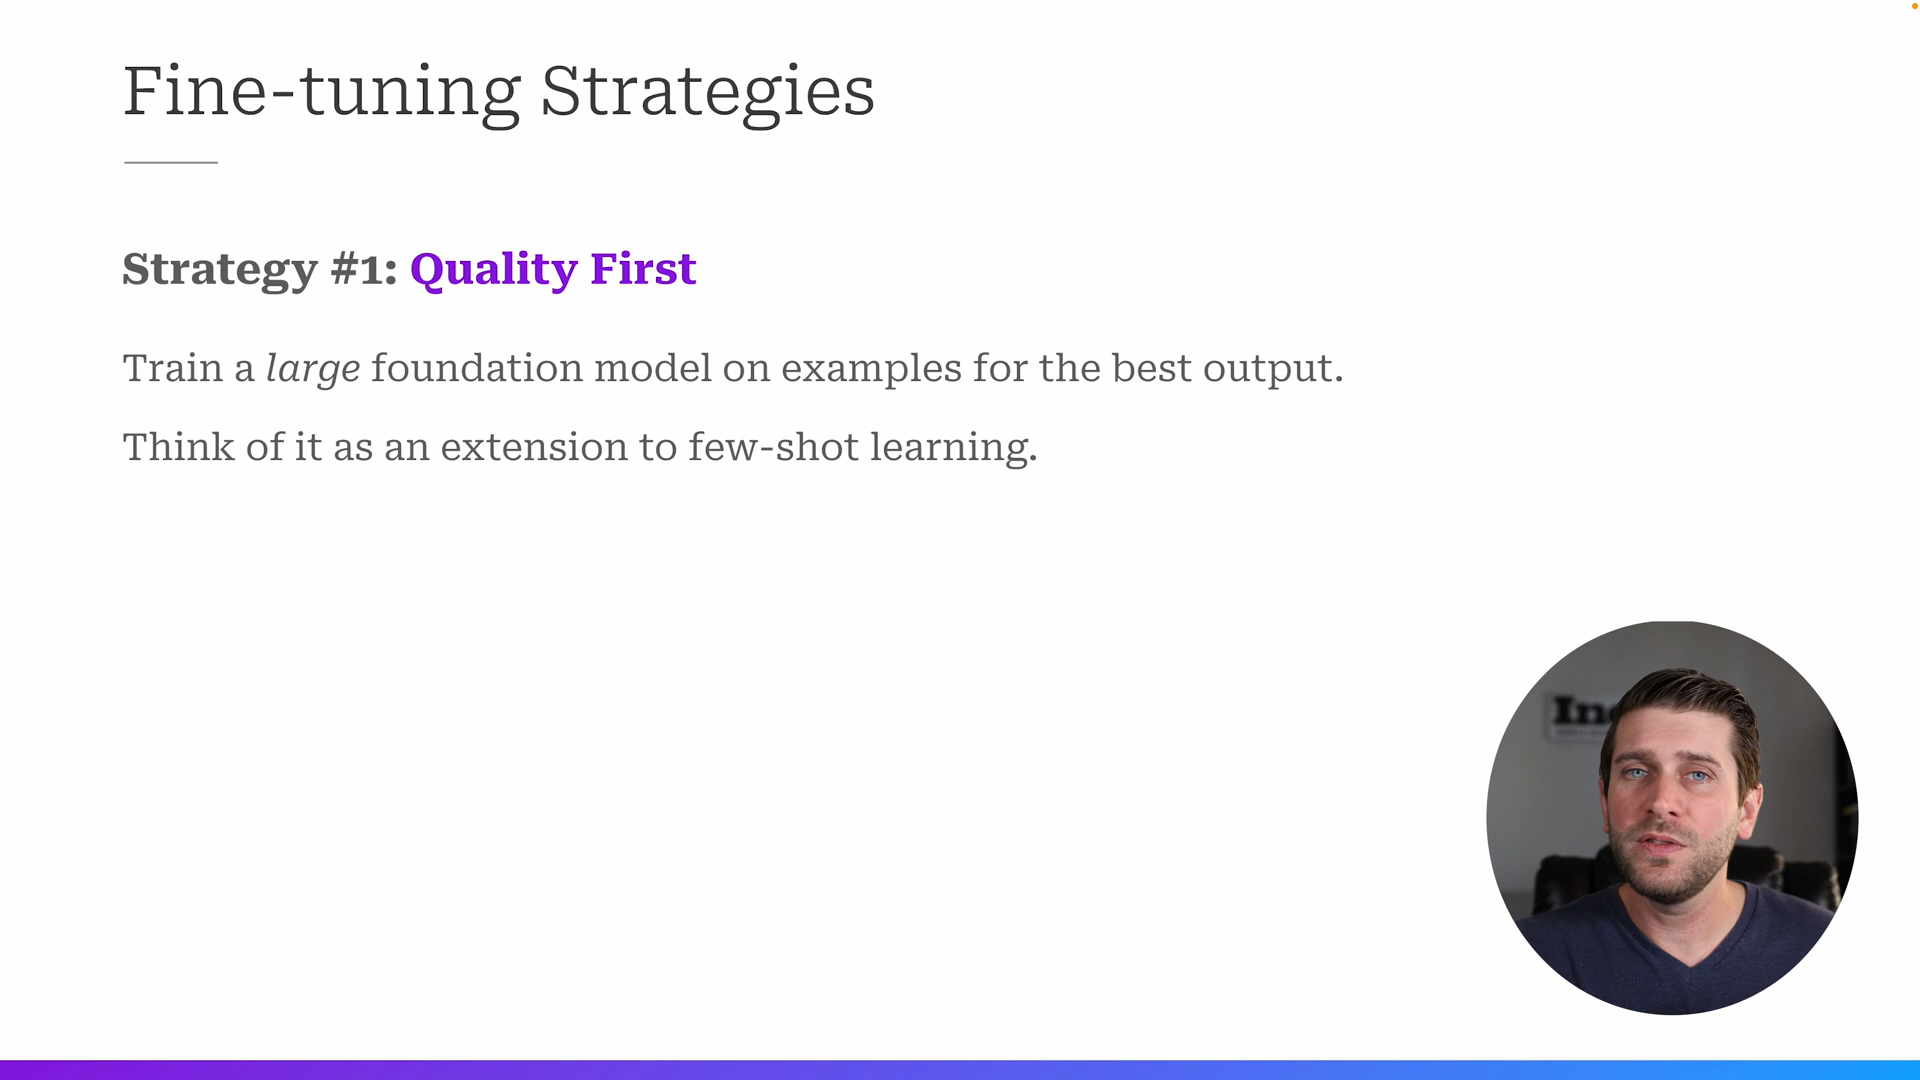 Fine-tuning Strategies
Strategy #1: Quality First
Train a large foundation model on examples for the best output.
Think of it as an extension to few-shot learning.